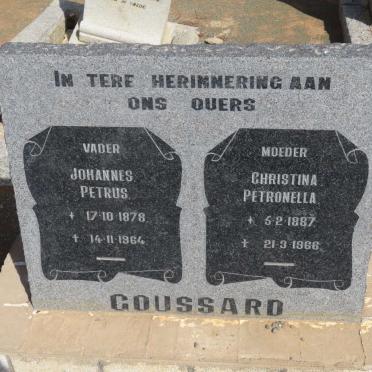 IN TERE HERINNERING AAN
ONS OUERS
VADER
JOHANNES
PETRUS
* 17·10·1878
† 14·11·1964
MOEDER
CHRISTINA
PETRONELLA
* 5·2·1887
† 21·3·1966
GOUSSARD